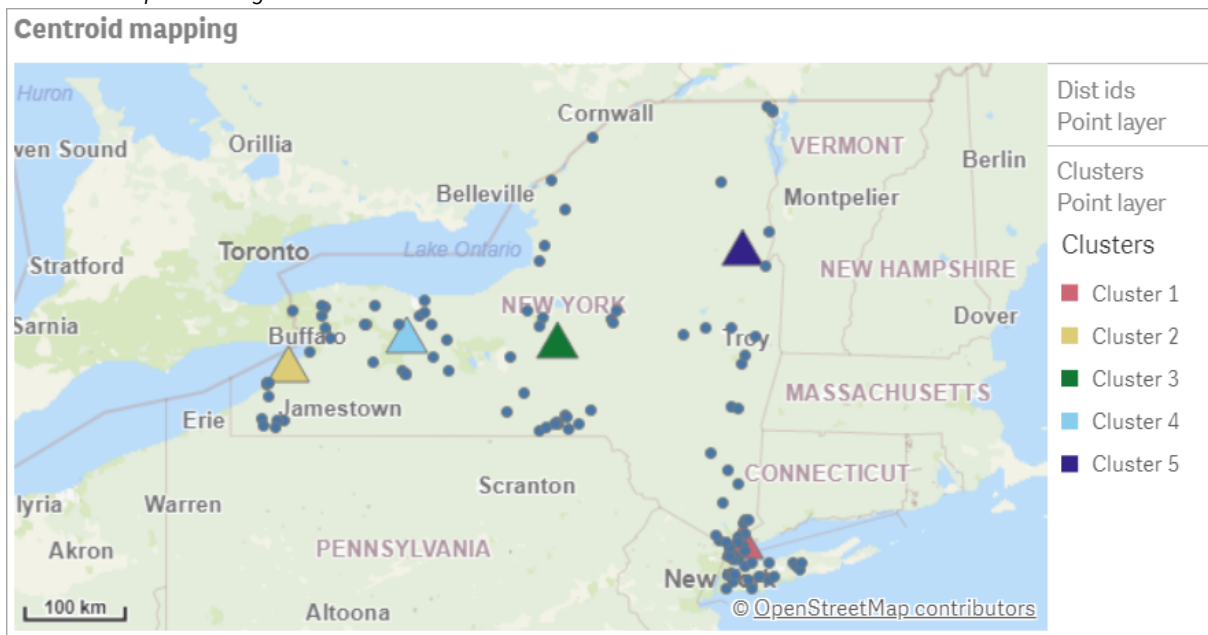 Centroid mapping
Huron
Cornwall
Dist ids
Point layer
wen Sound
Orillia
VERMONT
Berlin
Clusters
Point layer
Belleville
Montpelier
Toronto
Lake Ontario
Clusters
Stratford
NEW HAMPSHIRE
Cluster 1
NEW YORK
Sarnia
Buffalo
Troy
Dover
Cluster 2
Cluster 3
Jamestown
MASSACHUSETTS
Erie
Cluster 4
CONNECTICUT
Cluster 5
Scranton
lyria
Warren
Akron
PENNSYLVANIA
New
100 km
Altoona
© OpenStreetMap contributors